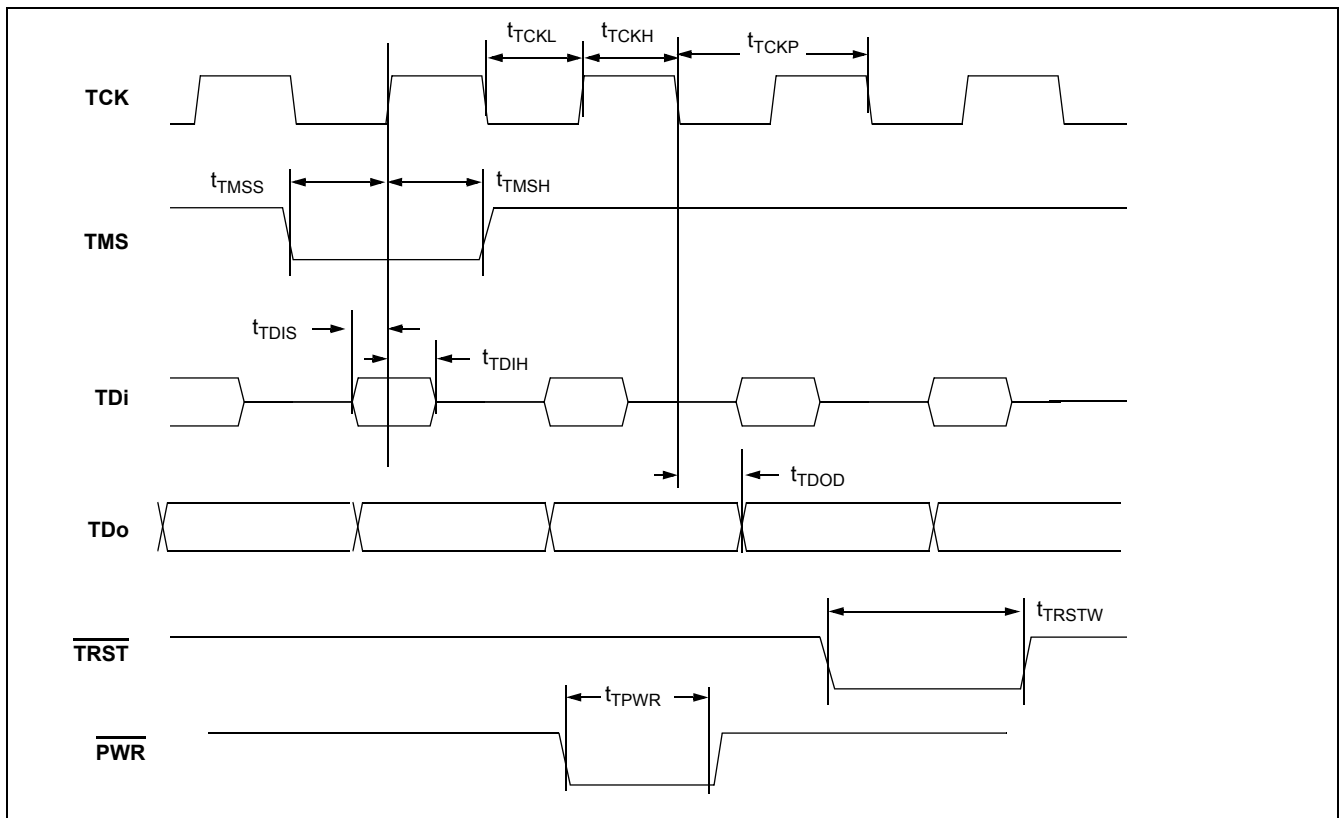 tTCKL
tTCKH
tTCKP
TCK
tTMSS
tTMSH
TMS
tTDIS
tTDIH
TDi
tTDOD
TDo
tTRSTW
TRST
tTPWR
PWR